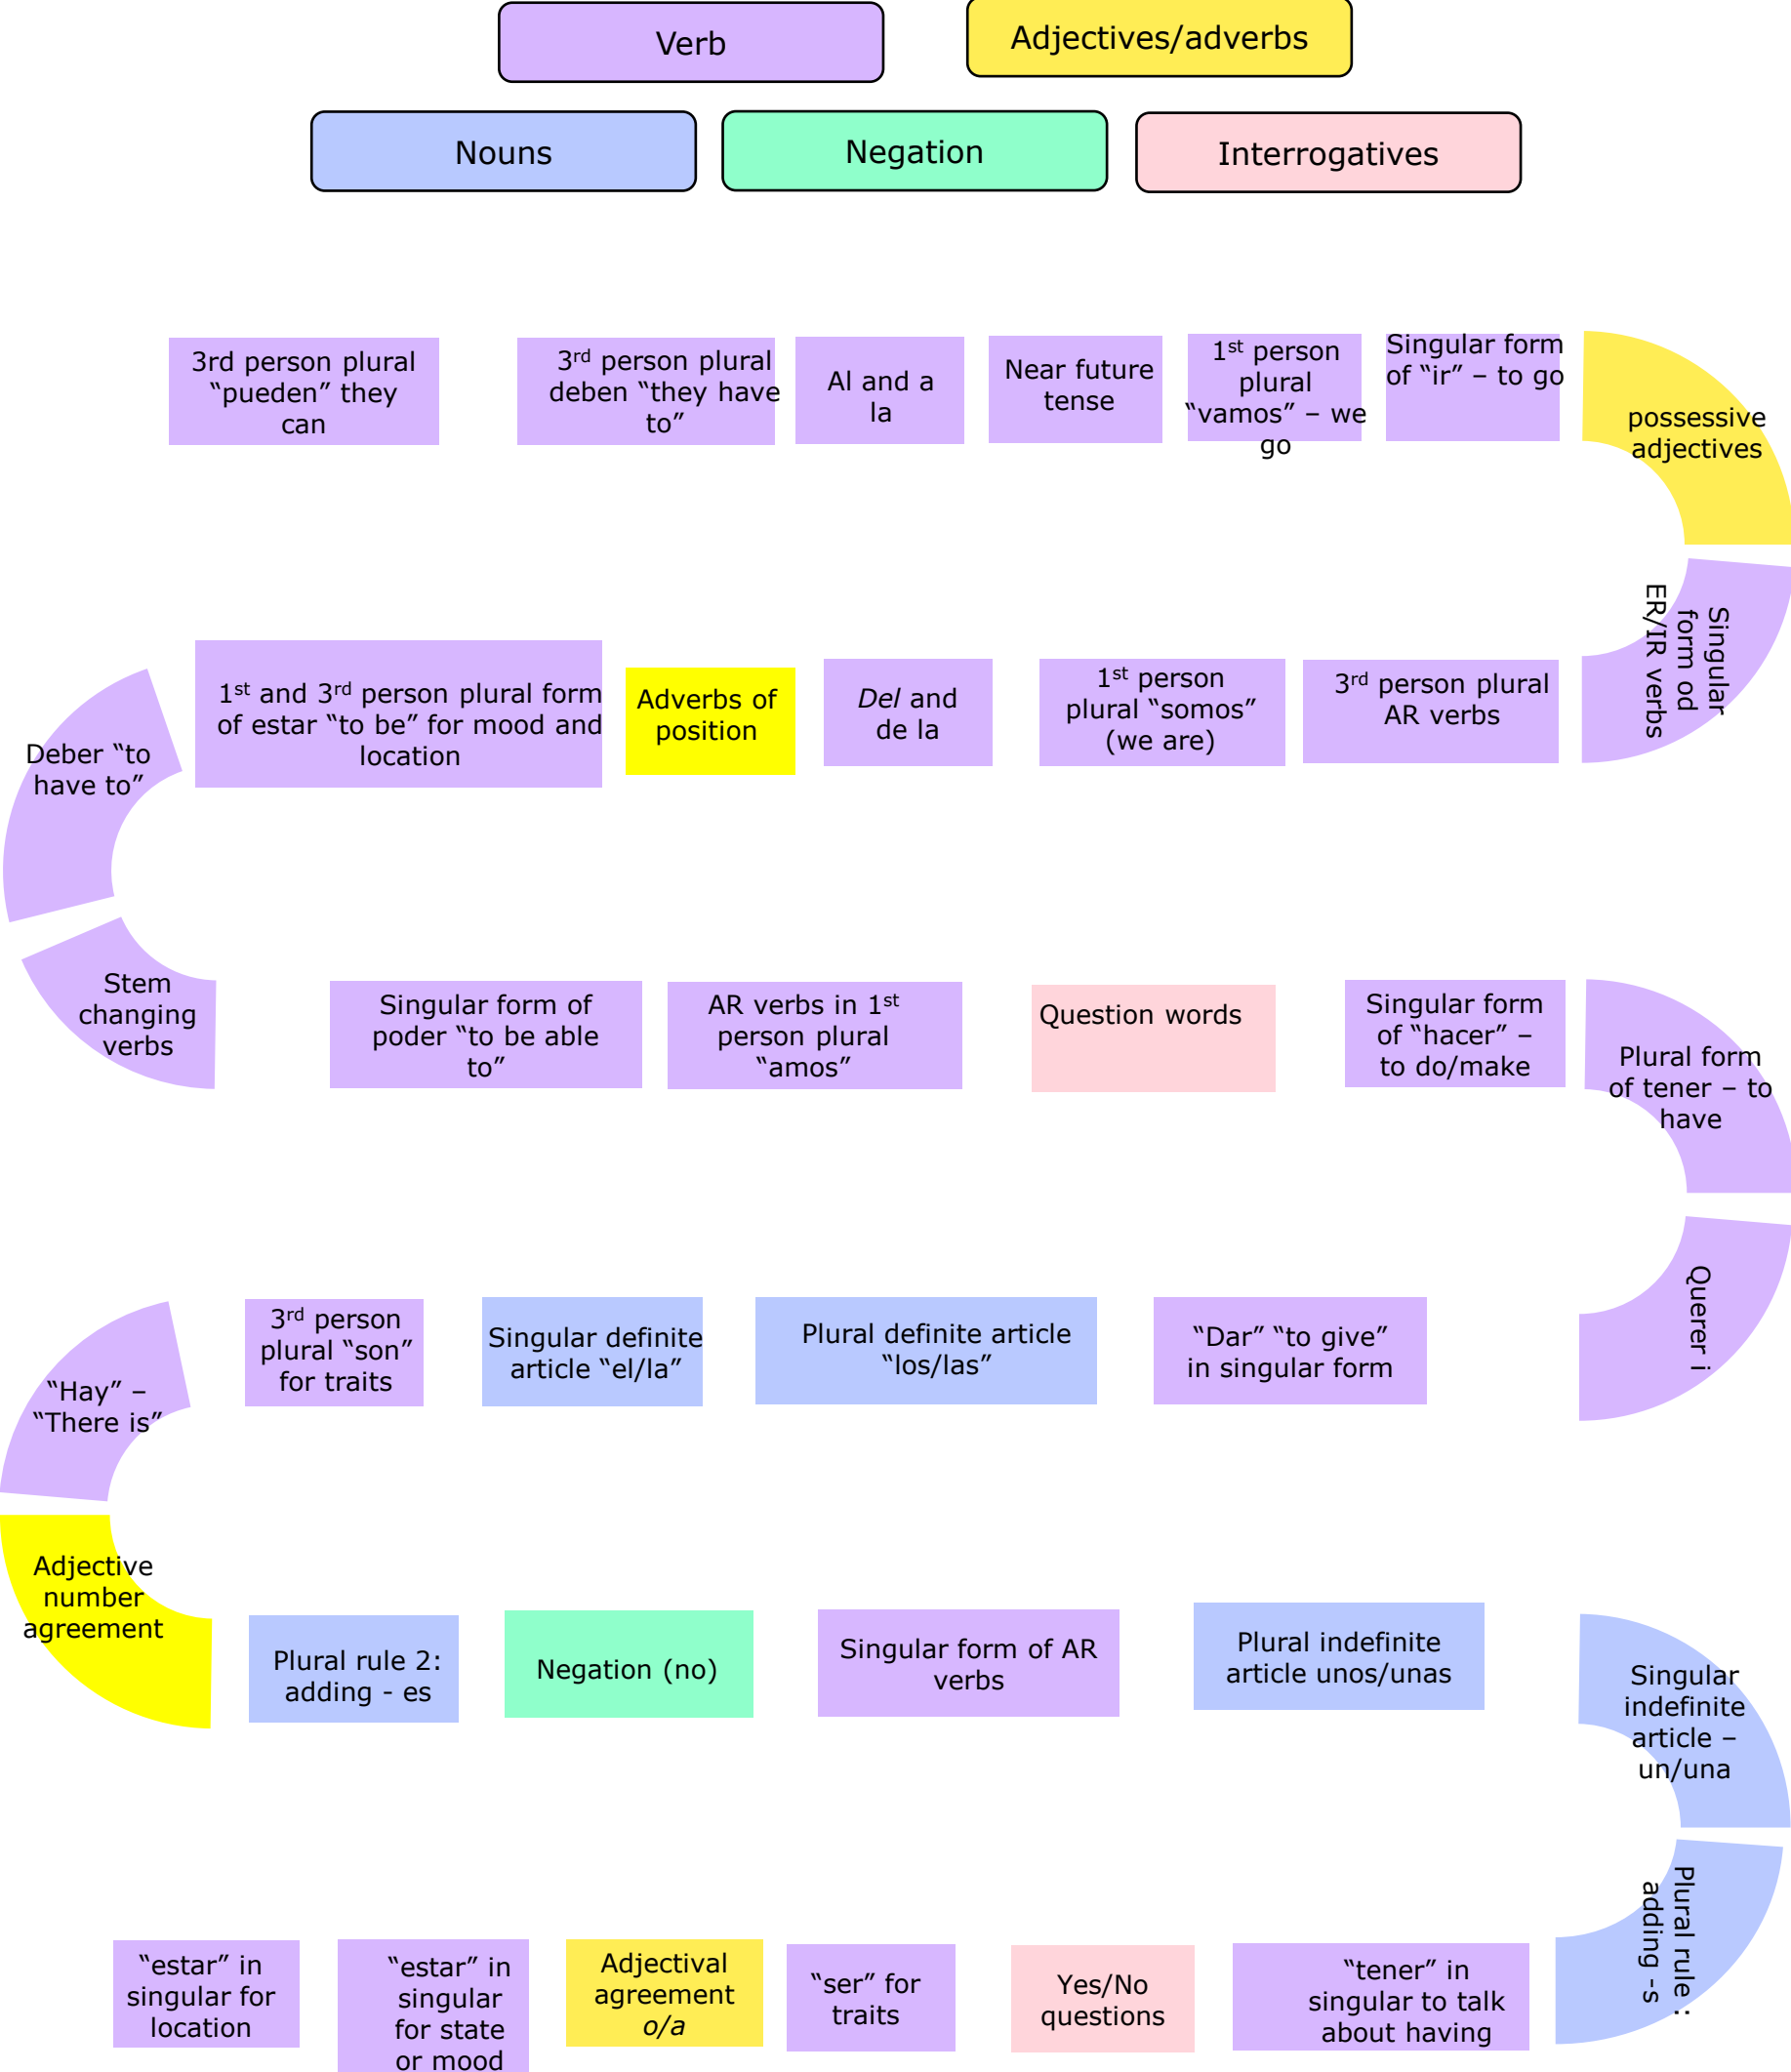 Verb
Adjectives/adverbs
Nouns
Negation
Interrogatives
3rd person plural
“pueden” they
can
3rd person plural
deben “they have
to”
Al and a
la
Near future
tense
1st person
plural
“vamos” – we
go
Singular form
of “ir” – to go
possessive
adjectives
Singular
form od
ER/IR verbs
3rd person plural
AR verbs
1st person
plural “somos”
(we are)
Del and
de la
Adverbs of
position
1st and 3rd person plural form
of estar “to be” for mood and
location
Deber “to
have to”
Stem
changing
verbs
Singular form of
poder “to be able
to”
AR verbs in 1st
person plural
“amos”
Question words
Singular form
of “hacer” –
to do/make
Plural form
of tener – to
have
Querer i
“Dar” “to give”
in singular form
Plural definite article
“los/las”
Singular definite
article “el/la”
3rd person
plural “son”
for traits
“Hay” –
“There is”
Adjective
number
agreement
Plural rule 2:
adding - es
Negation (no)
Singular form of AR
verbs
Plural indefinite
article unos/unas
Singular
indefinite
article –
un/una
Plural rule :
adding -s
“tener” in
singular to talk
about having
Yes/No
questions
“ser” for
traits
Adjectival
agreement
o/a
“estar” in
singular
for state
or mood
“estar” in
singular for
location